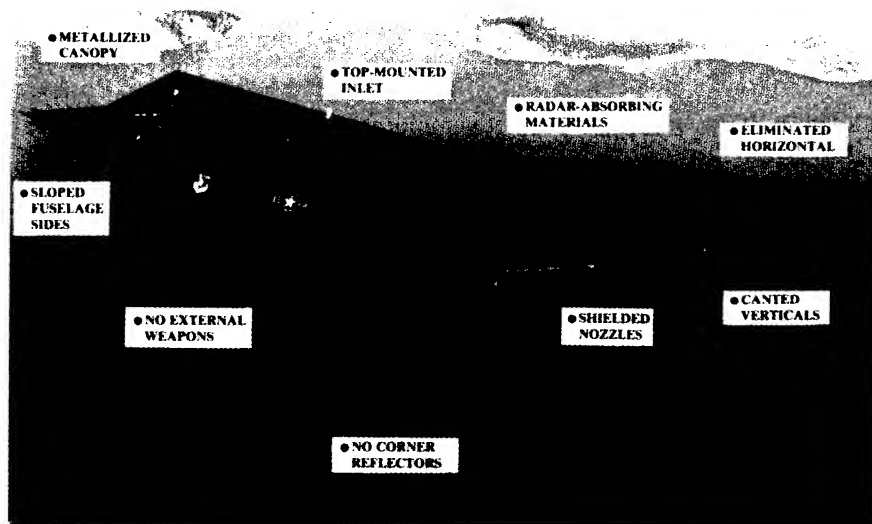 ● METALLIZED
CANOPY
● TOP-MOUNTED
INLET
● RADAR-ABSORBING
MATERIALS
● ELIMINATED
HORIZONTAL
● SLOPED
FUSELAGE
SIDES
● NO EXTERNAL
WEAPONS
● SHIELDED
NOZZLES
● CANTED
VERTICALS
● NO CORNER
REFLECTORS